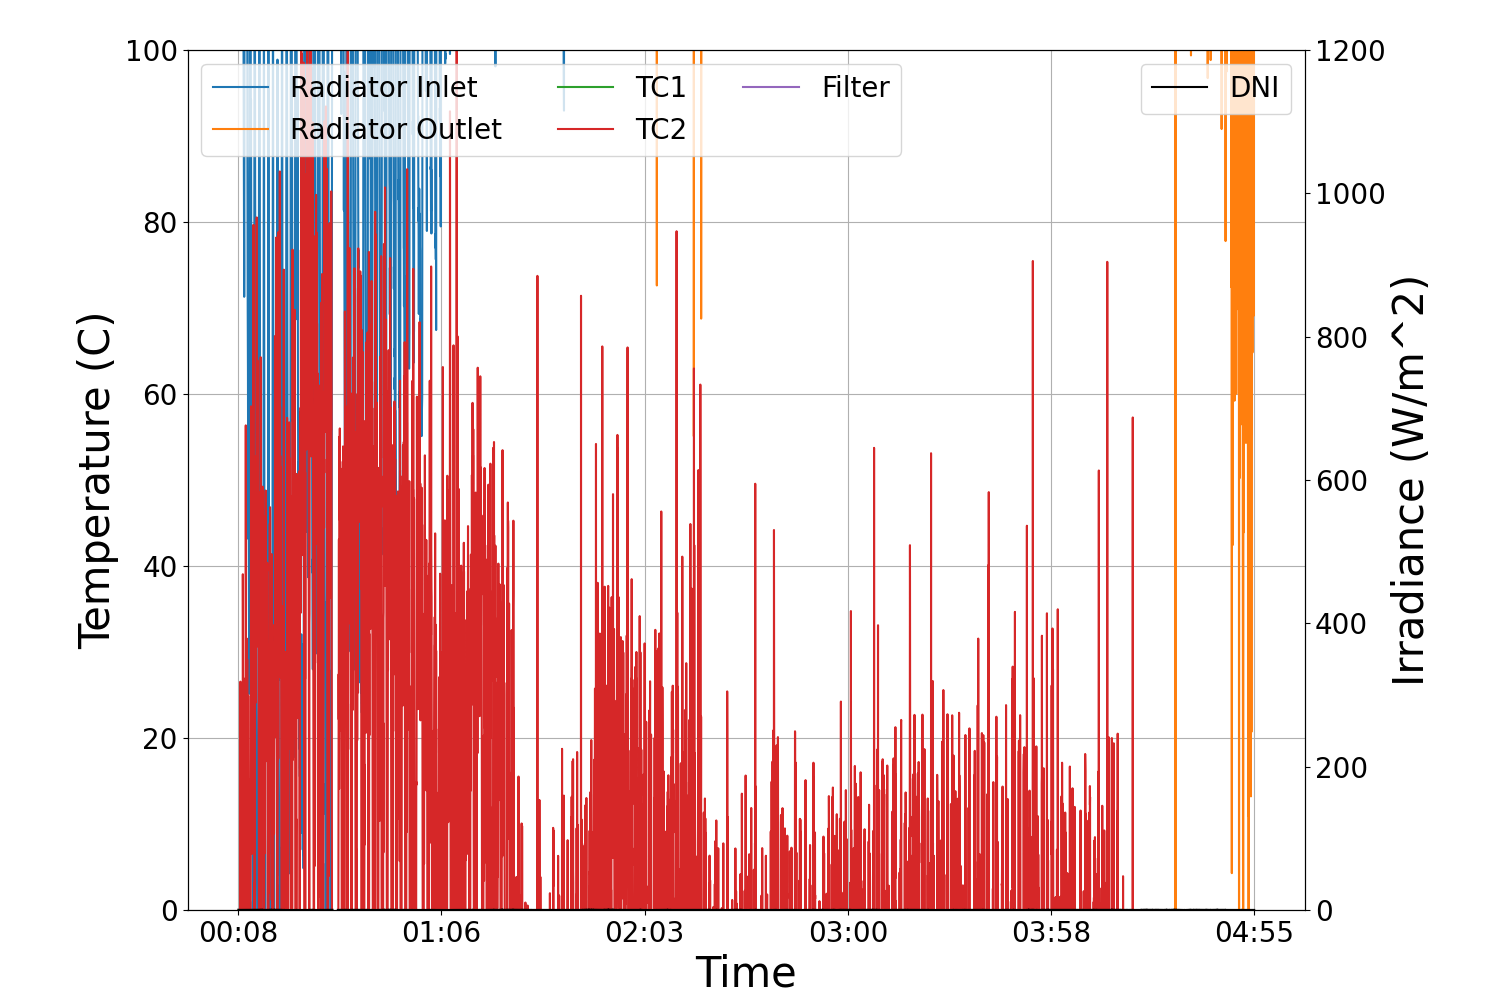 100
80
60
40
20
0
Temperature (C)
Radiator Inlet
Radiator Outlet
TC1
TC2
Filter
DNI
1200
1000
800
600
400
200
0
Irradiance (W/m^2)
00:08 01:06 02:03 03:00 03:58 04:55
Time